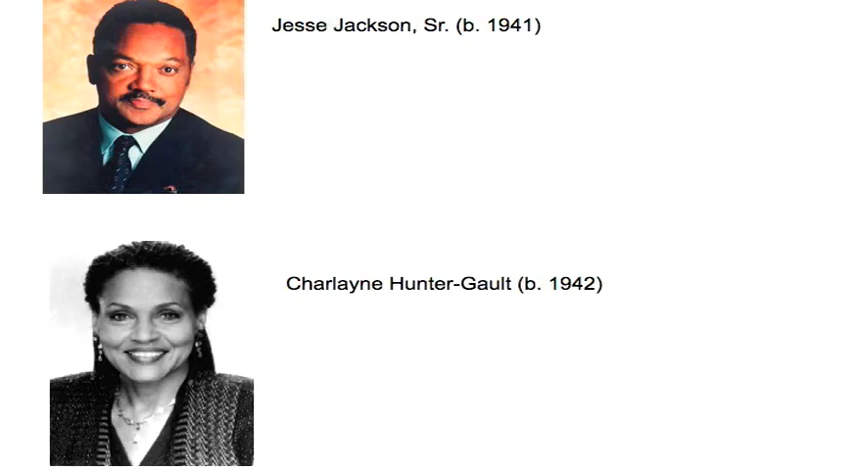 Jesse Jackson, Sr. (b. 1941)
Charlayne Hunter-Gault (b. 1942)